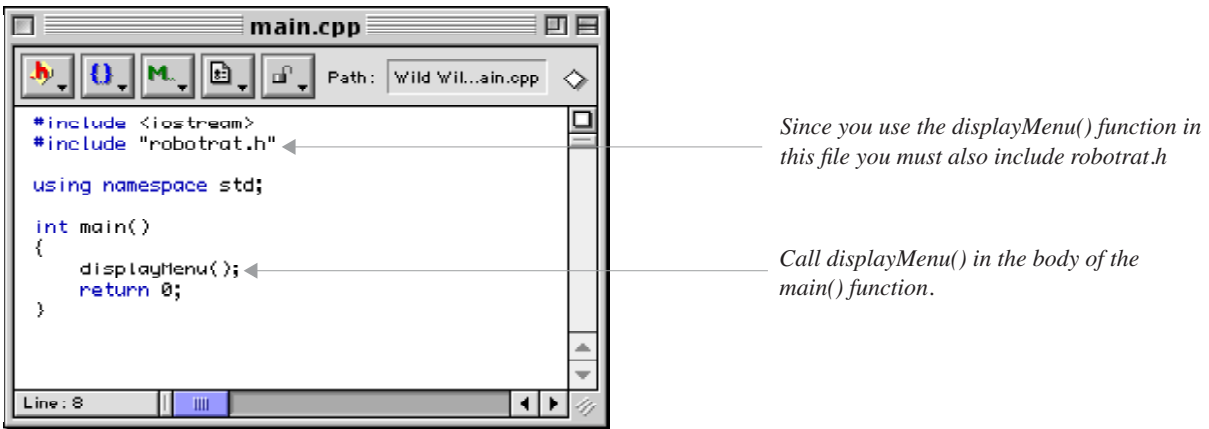 main.cpp
.h {} M.. Path: Wild Wil...ain.cpp
#include <iostream>
#include "robotrat.h"
using namespace std;
int main()
{
displayMenu();
return 0;
}
Line: 8
Since you use the displayMenu() function in
this file you must also include robotrat.h
Call displayMenu() in the body of the
main() function.